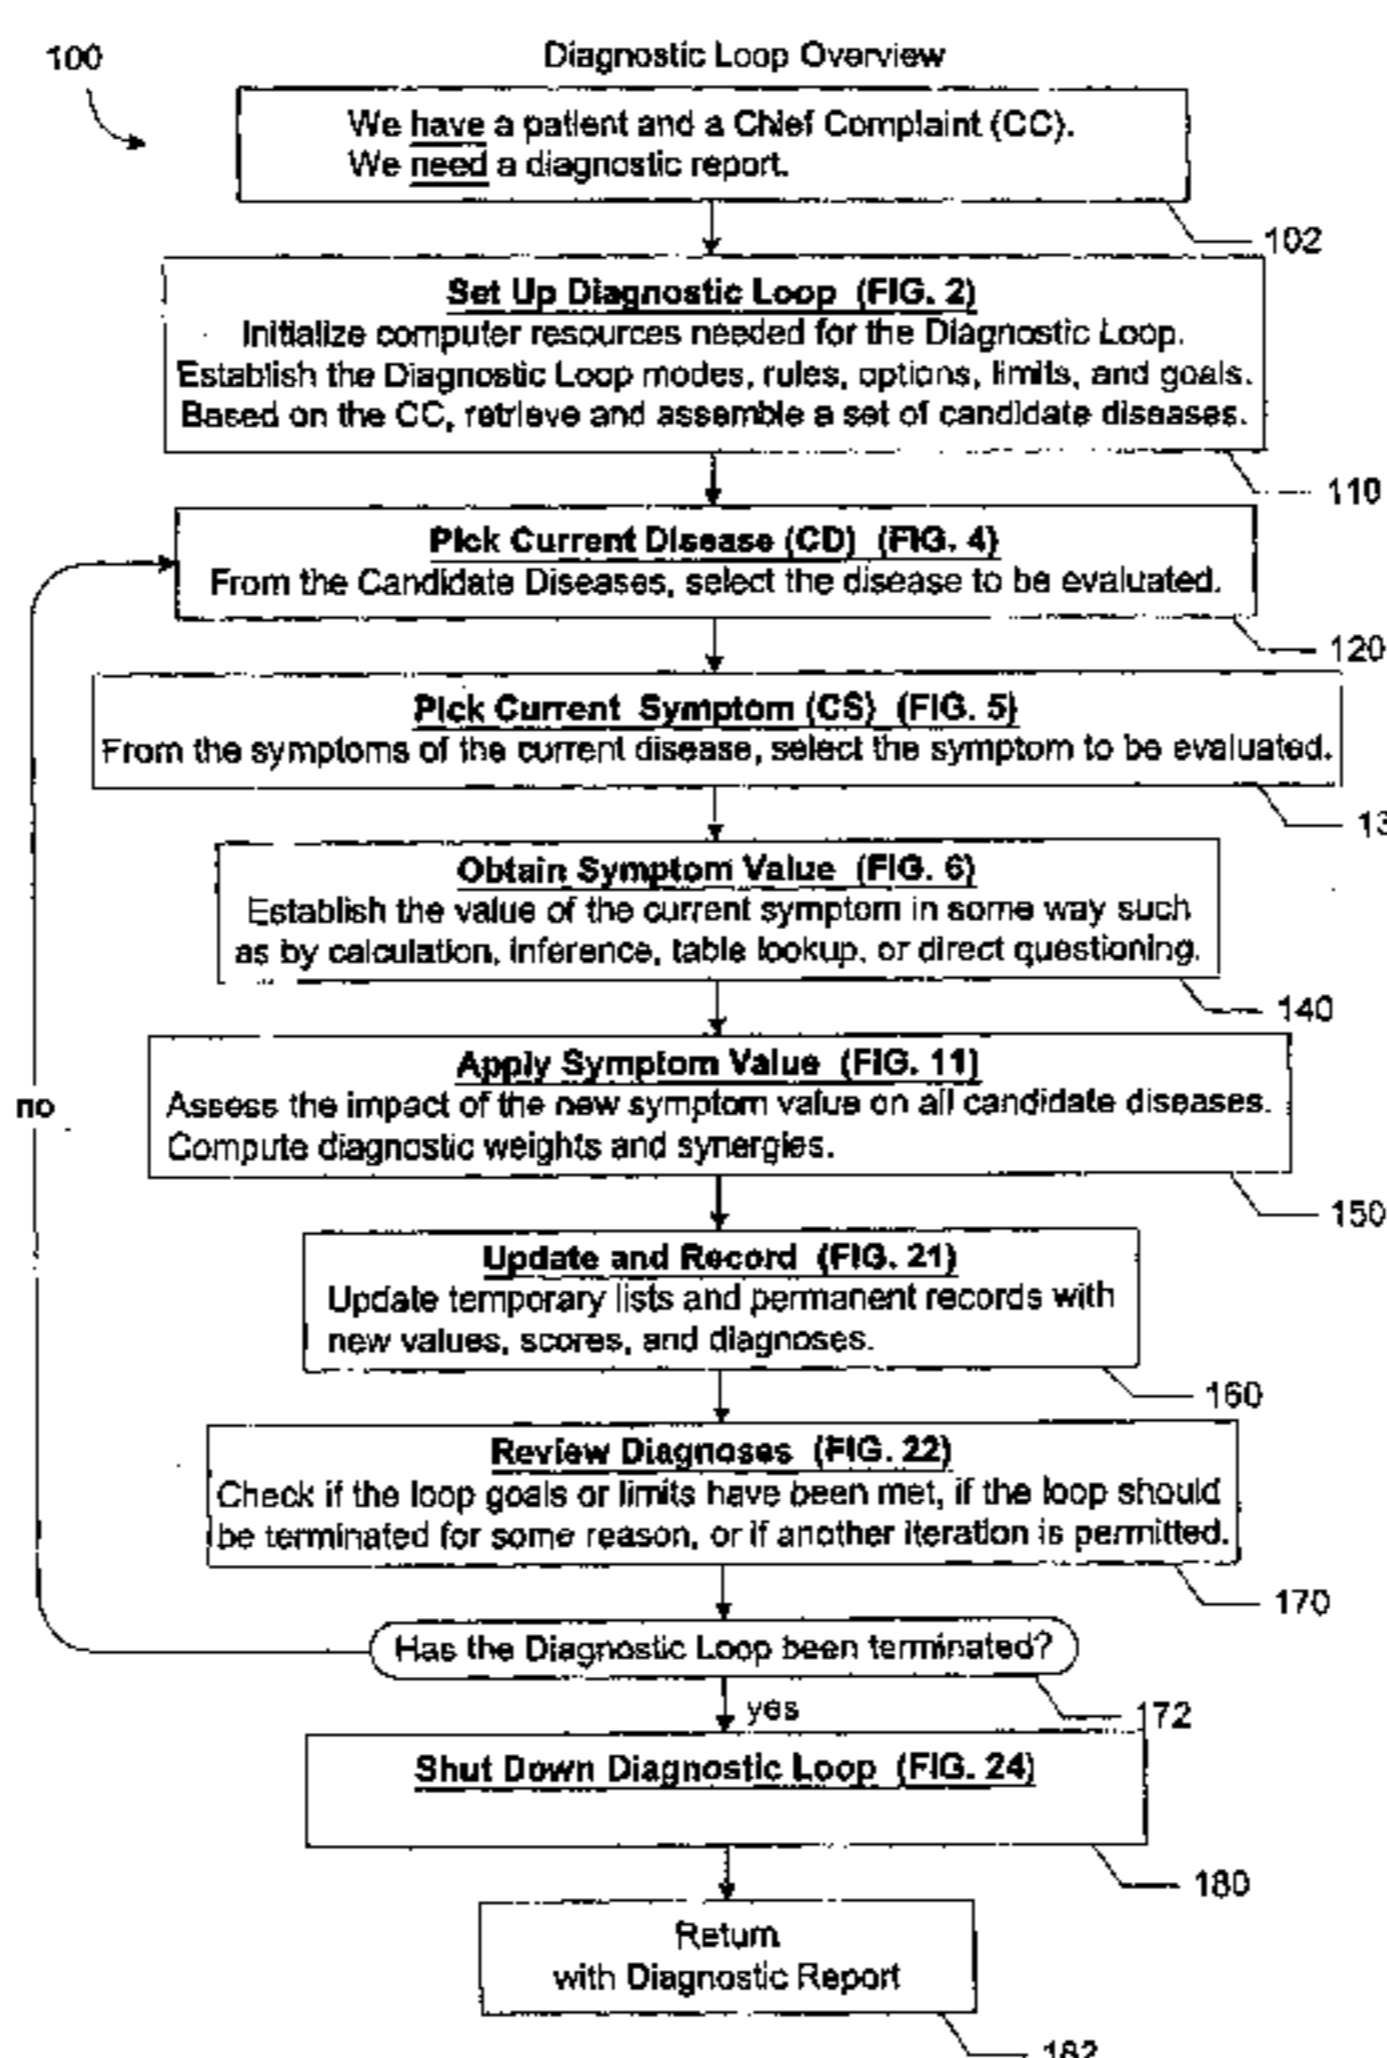 100
Diagnostic Loop Overview
We have a patient and a Chief Complaint (CC).
We need a diagnostic report.
102
Set Up Diagnostic Loop (FIG. 2)
Initialize computer resources needed for the Diagnostic Loop.
Establish the Diagnostic Loop modes, rules, options, limits, and goals.
Based on the CC, retrieve and assemble a set of candidate diseases.
110
Pick Current Disease (CD) (FIG. 4)
From the Candidate Diseases, select the disease to be evaluated.
120
Pick Current Symptom (CS) (FIG. 5)
From the symptoms of the current disease, select the symptom to be evaluated.
13
Obtain Symptom Value (FIG. 6)
Establish the value of the current symptom in some way such
as by calculation, inference, table lookup, or direct questioning.
140
Apply Symptom Value (FIG. 11)
Assess the impact of the new symptom value on all candidate diseases.
Compute diagnostic weights and synergies.
no
150
Update and Record (FIG. 21)
Update temporary lists and permanent records with
new values, scores, and diagnoses.
160
Review Diagnoses (FIG. 22)
Check if the loop goals or limits have been met, if the loop should
be terminated for some reason, or if another iteration is permitted.
170
Has the Diagnostic Loop been terminated?
yes
172
Shut Down Diagnostic Loop (FIG. 24)
180
Return
with Diagnostic Report
182